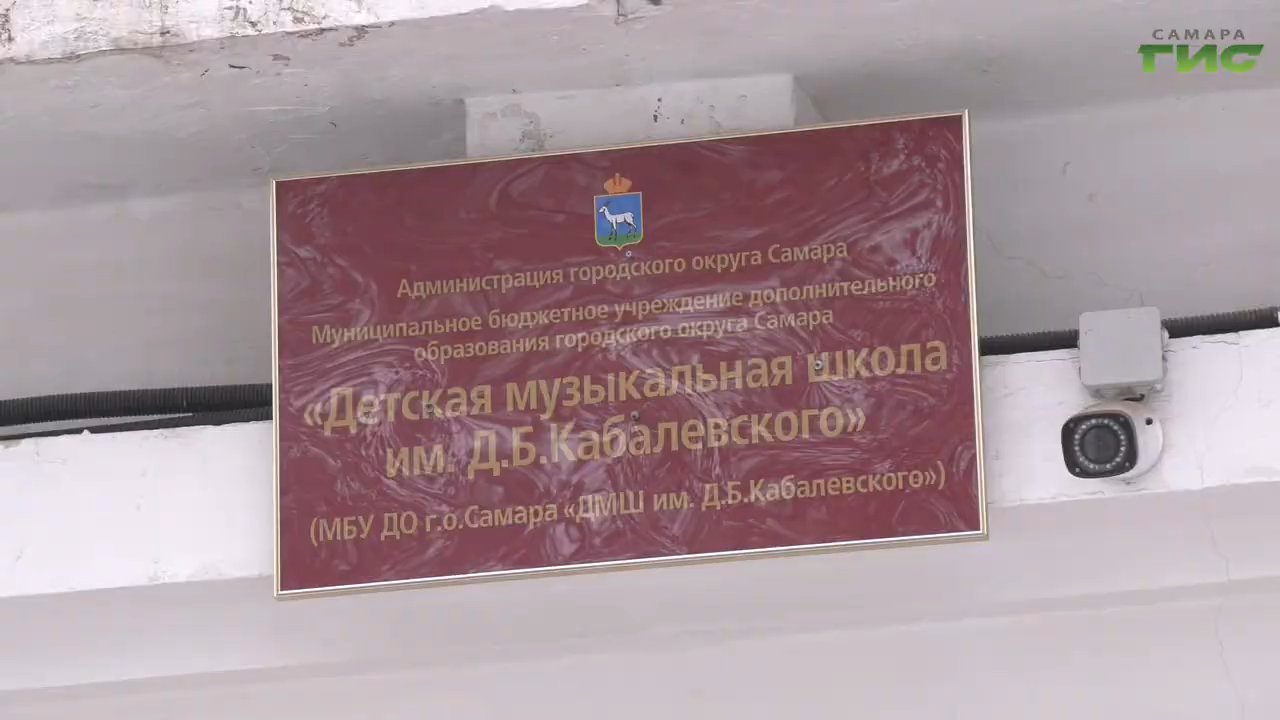 САМАРА
ГИС
Администрация городского округа Самара
Муниципальное бюджетное учреждение дополнительного
образования городского округа Самара
«Детская музыкальная школа
им. Д.Б.Кабалевского»
(МБУ ДО г.о.Самара «ДМШ им. Д.Б.Кабалевского»)